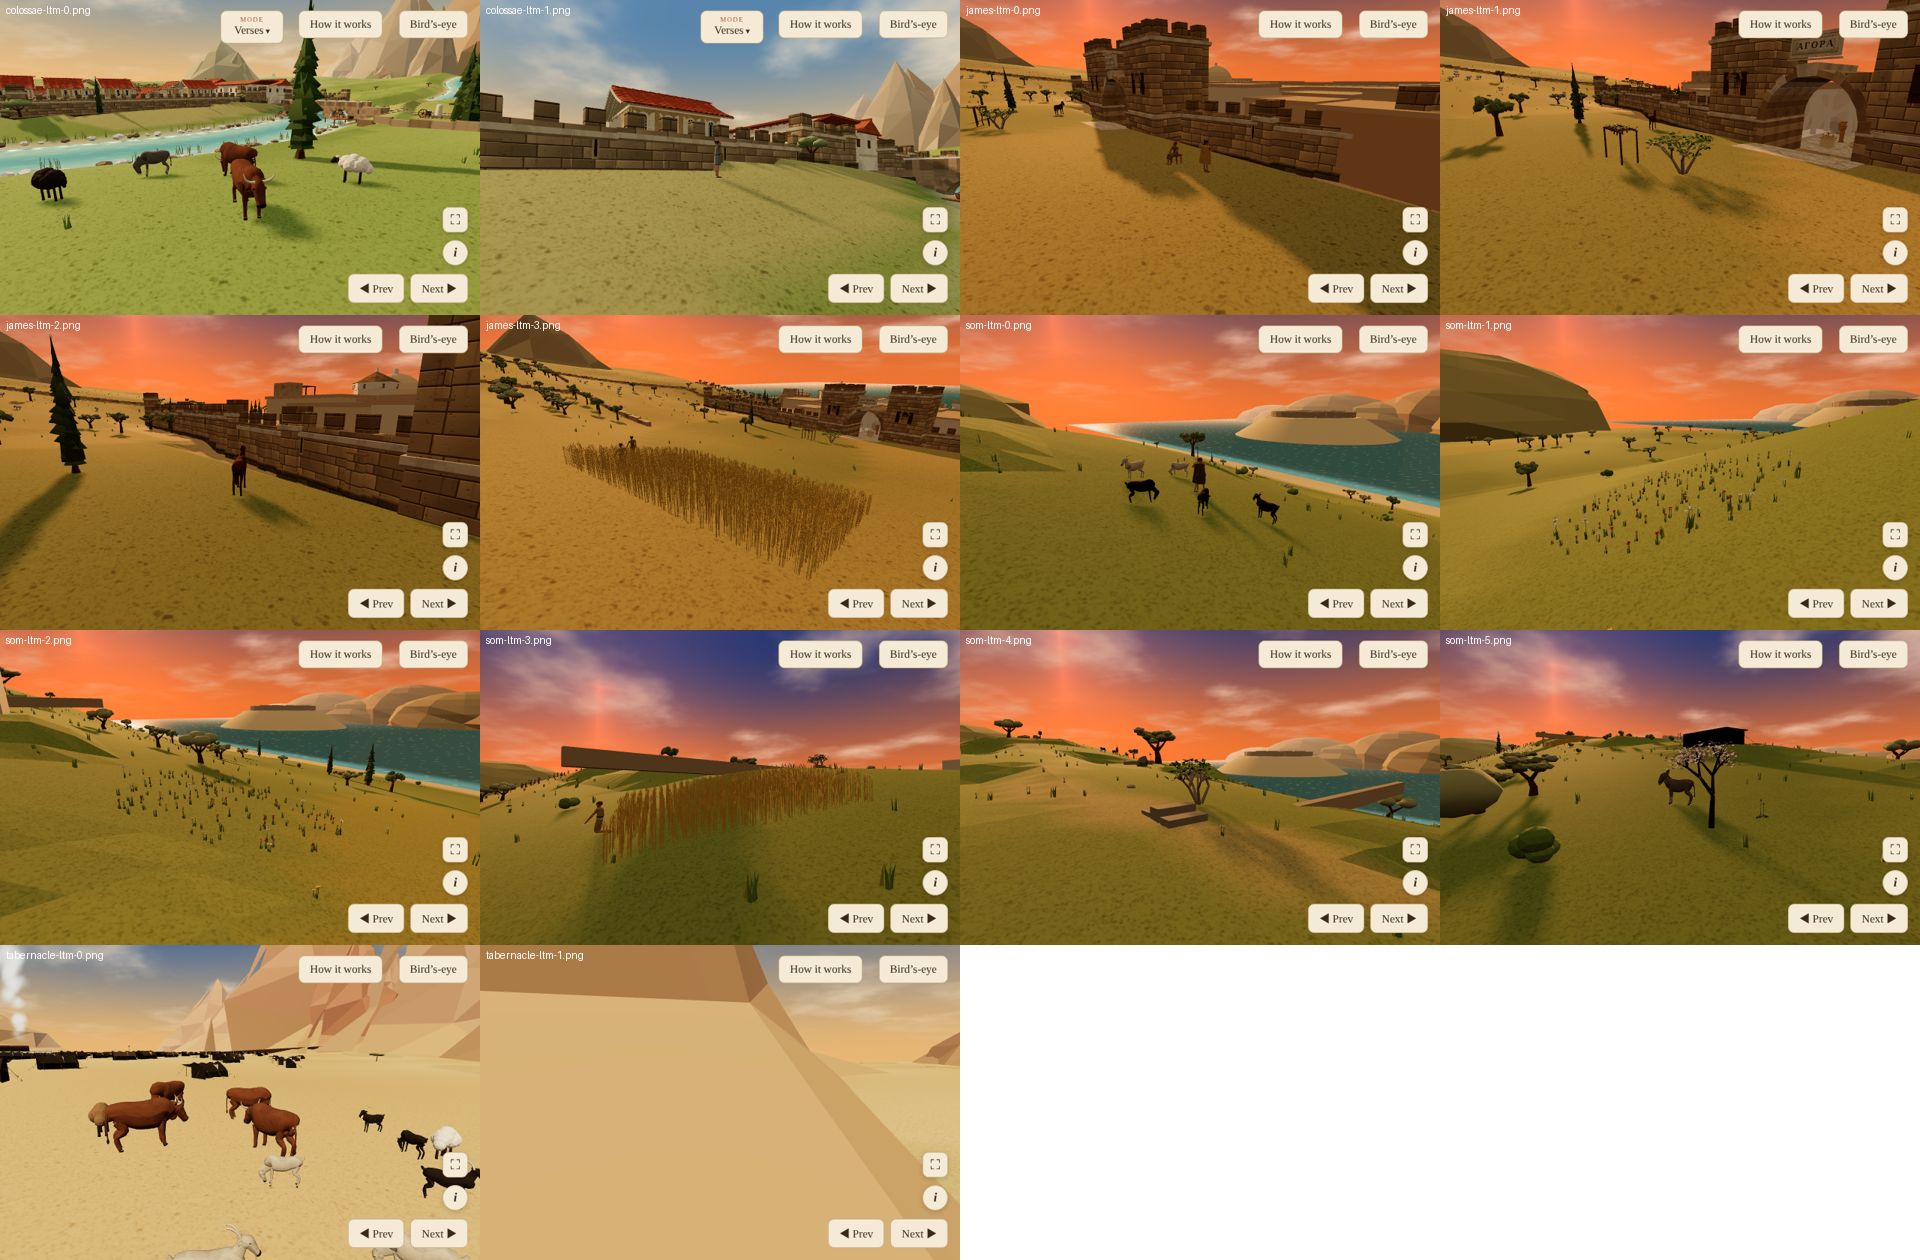 colossae-ltm-0.png
MODE
Verses ▾
How it works
Bird's-eye
i
◀ Prev
Next ▶
colossae-ltm-1.png
MODE
Verses ▾
How it works
Bird's-eye
i
◀ Prev
Next ▶
james-ltm-0.png
How it works
Bird's-eye
i
◀ Prev
Next ▶
james-ltm-1.png
How it works
Bird's-eye
ΑΓΟΡΑ
i
◀ Prev
Next ▶
james-ltm-2.png
How it works
Bird's-eye
i
◀ Prev
Next ▶
james-ltm-3.png
How it works
Bird's-eye
i
◀ Prev
Next ▶
som-ltm-0.png
How it works
Bird's-eye
i
◀ Prev
Next ▶
som-ltm-1.png
How it works
Bird's-eye
i
◀ Prev
Next ▶
som-ltm-2.png
How it works
Bird's-eye
i
◀ Prev
Next ▶
som-ltm-3.png
How it works
Bird's-eye
i
◀ Prev
Next ▶
som-ltm-4.png
How it works
Bird's-eye
i
◀ Prev
Next ▶
som-ltm-5.png
How it works
Bird's-eye
i
◀ Prev
Next ▶
tabernacle-ltm-0.png
How it works
Bird's-eye
i
◀ Prev
Next ▶
tabernacle-ltm-1.png
How it works
Bird's-eye
i
◀ Prev
Next ▶